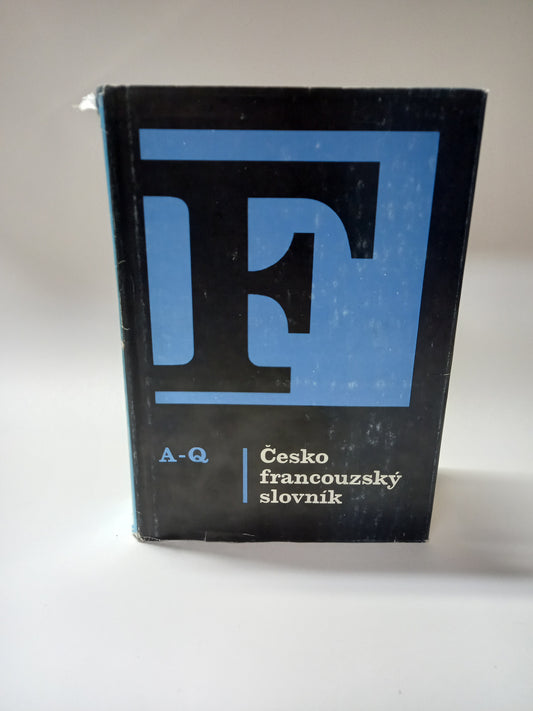 F
A-Q
Česko
francouzský
slovník